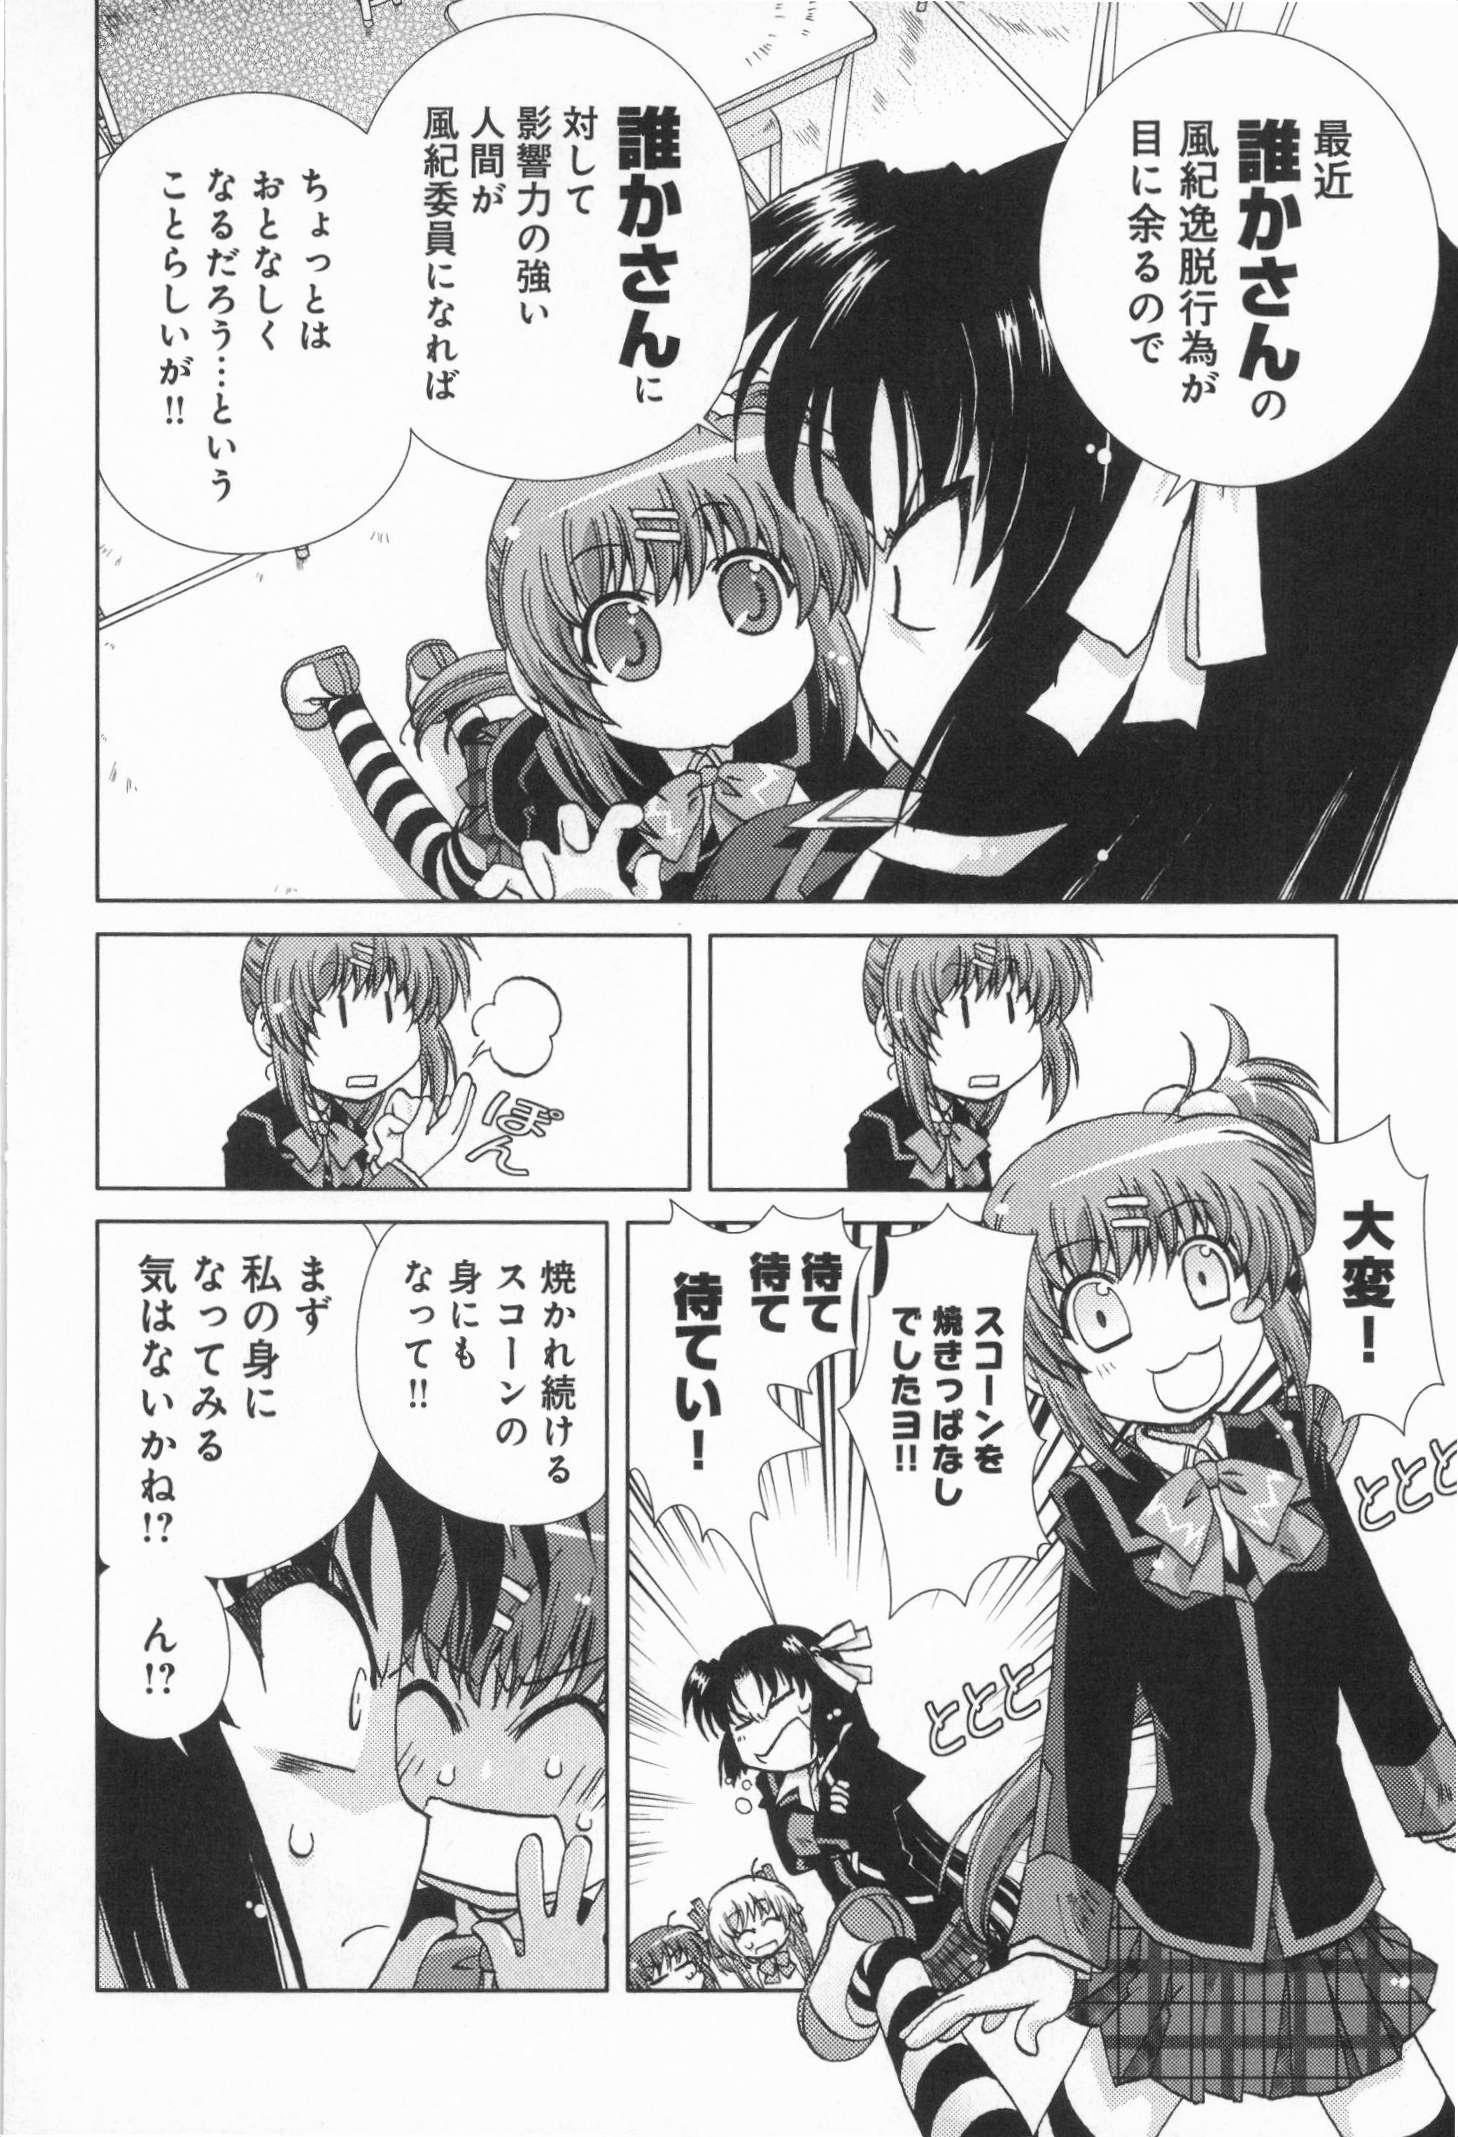 最近
誰かさんの
風紀逸脱行為が
目に余るので
誰かさんに
対して
影響力の強い
人間が
風紀委員になれば
ちょっとは
おとなしく
なるだろう…という
ことらしいが!!
ぽん
大変!
スコーンを
焼きっぱなし
でしたヨ!!
とととと
とととと
待て
待て
待てい!
焼かれ続ける
スコーンの
身にも
なって!!
まず
私の身に
なってみる
気はないかね!?
ん!?